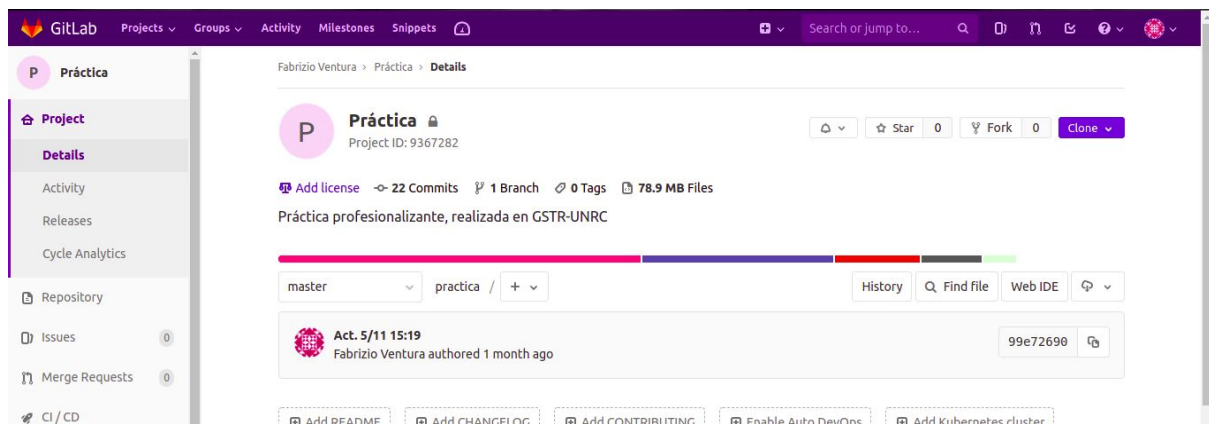 GitLab Projects Groups Activity Milestones Snippets Search or jump to...
P Práctica
Project
Details
Activity
Releases
Cycle Analytics
Repository
Issues 0
Merge Requests 0
CI / CD
Fabrizio Ventura > Práctica > Details
P
Práctica
Project ID: 9367282
Star 0 Fork 0 Clone
Add license 22 Commits 1 Branch 0 Tags 78.9 MB Files
Práctica profesionalizante, realizada en GSTR-UNRC
master practica / + History Find file Web IDE
Act. 5/11 15:19
Fabrizio Ventura authored 1 month ago
99e72690
Add README Add CHANGELOG Add CONTRIBUTING Enable Auto DevOps Add Kubernetes cluster